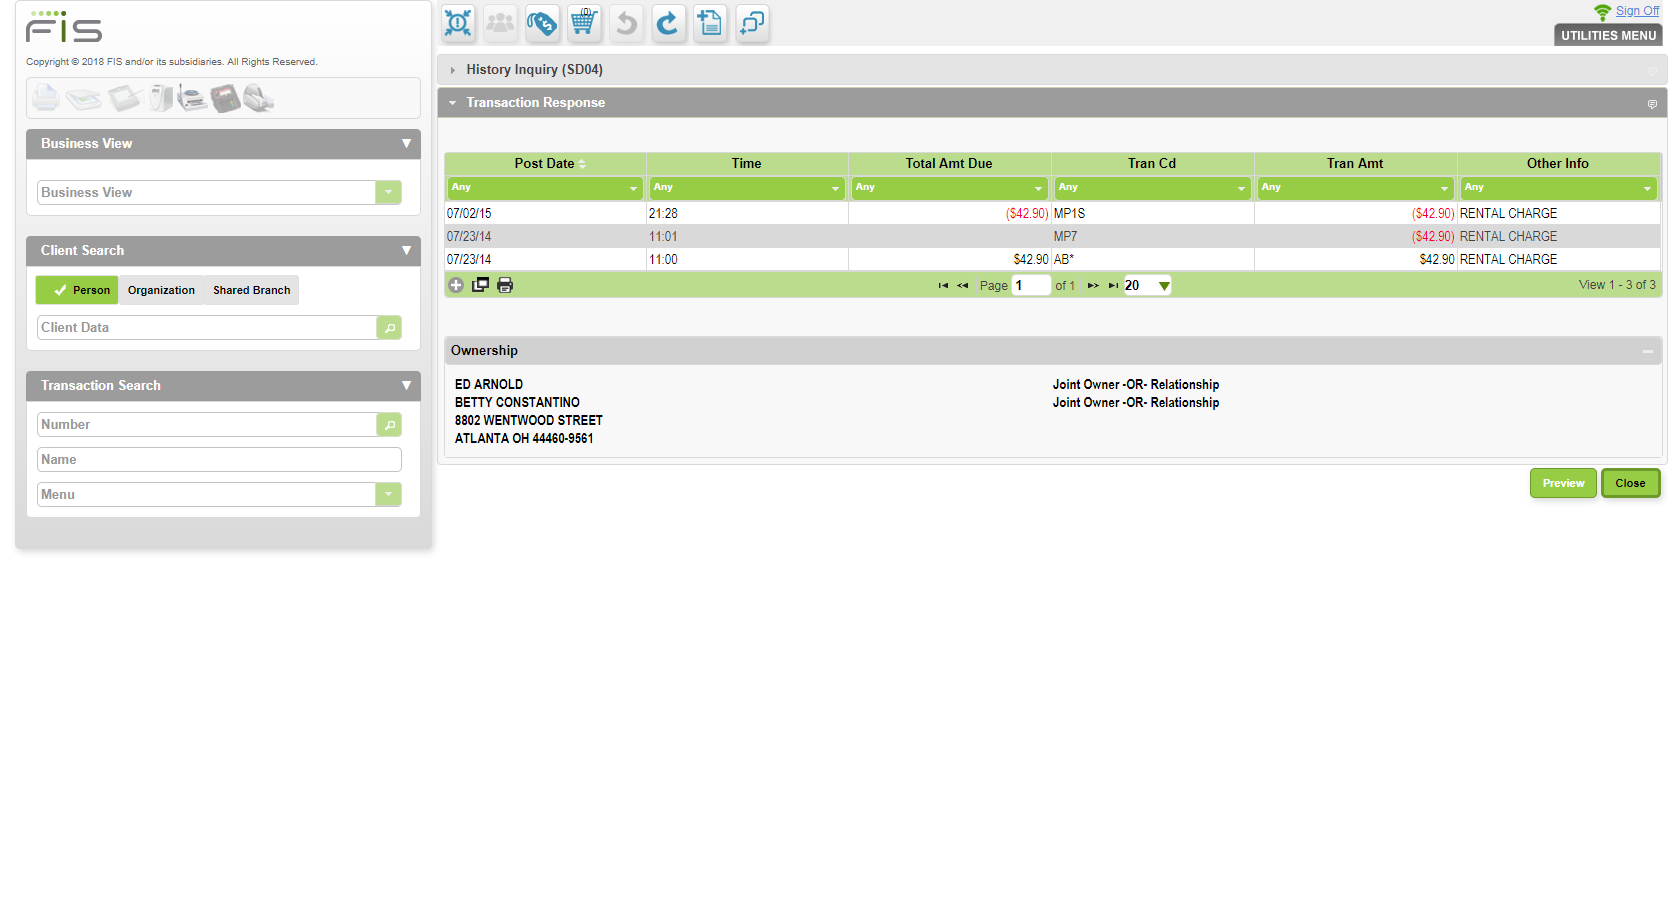 FIS
Copyright © 2018 FIS and/or its subsidiaries. All Rights Reserved.
Business View
Business View
Client Search
Person Organization Shared Branch
Client Data
Transaction Search
Number
Name
Menu
(0)
Sign Off
UTILITIES MENU
History Inquiry (SD04)
Transaction Response
Post Date Time Total Amt Due Tran Cd Tran Amt Other Info
Any Any Any Any Any Any
07/02/15 21:28 ($42.90) MP1S ($42.90) RENTAL CHARGE
07/23/14 11:01 MP7 ($42.90) RENTAL CHARGE
07/23/14 11:00 $42.90 AB* $42.90 RENTAL CHARGE
Page 1 of 1 20 View 1 - 3 of 3
Ownership
ED ARNOLD Joint Owner -OR- Relationship
BETTY CONSTANTINO Joint Owner -OR- Relationship
8802 WENTWOOD STREET
ATLANTA OH 44460-9561
Preview Close